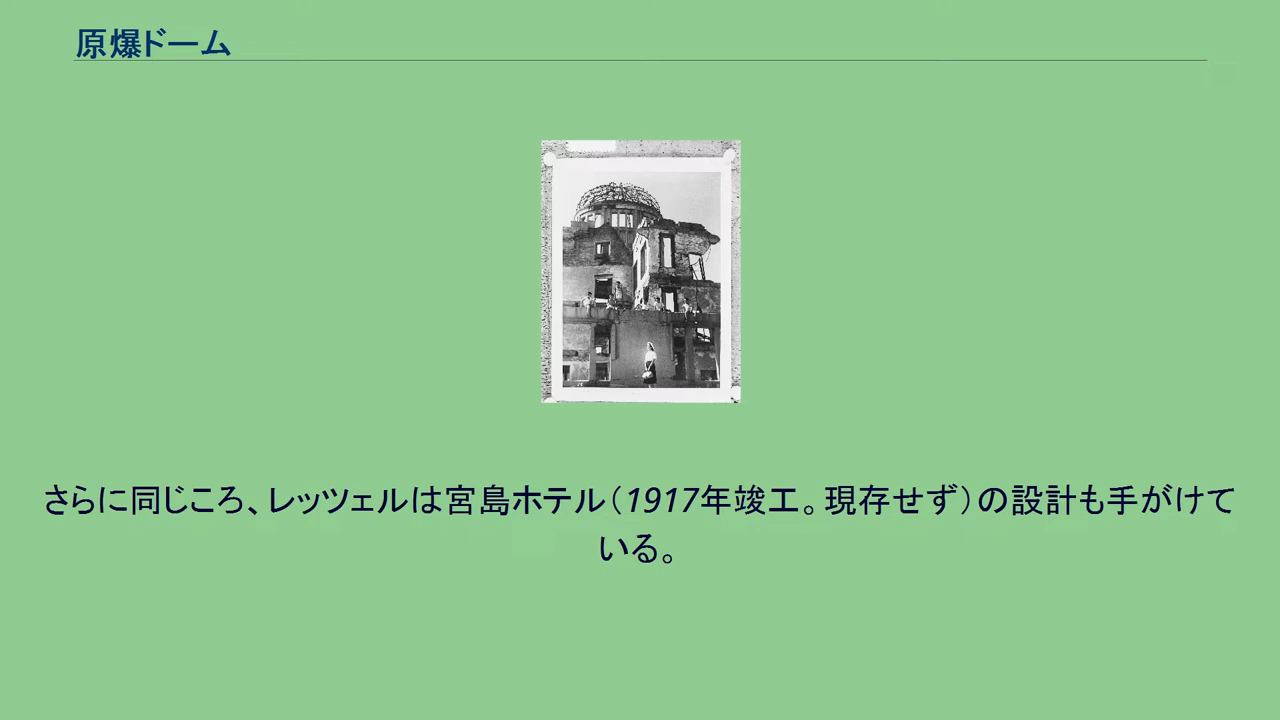 原爆ドーム
さらに同じころ、レッツェルは宮島ホテル（1917年竣工。現存せず）の設計も手がけて
いる。